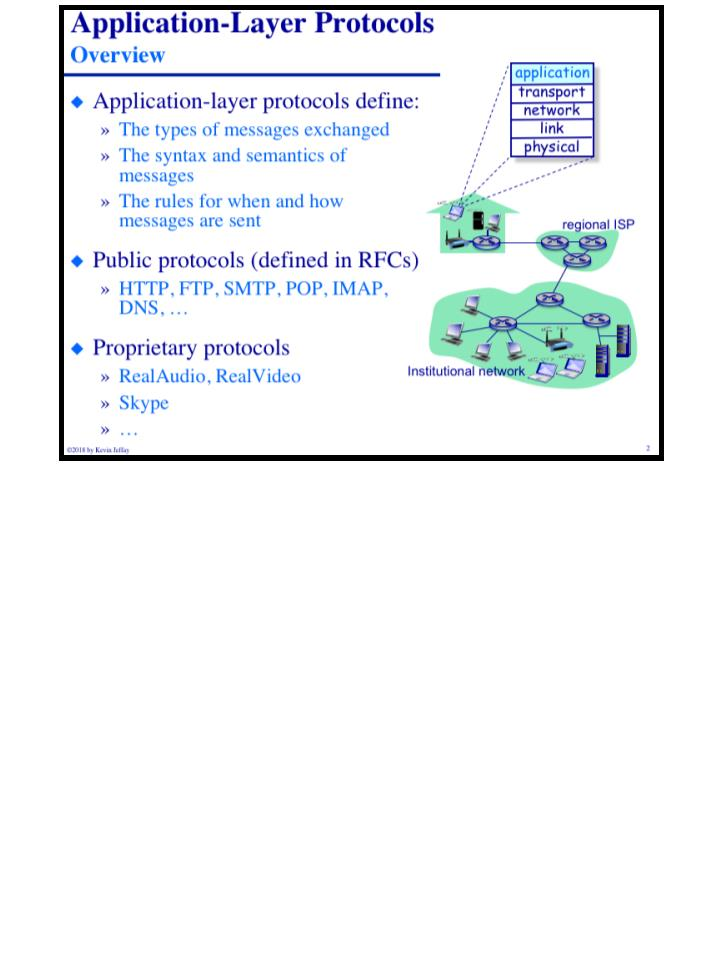 Application-Layer Protocols
Overview
◆ Application-layer protocols define:
» The types of messages exchanged
» The syntax and semantics of
messages
» The rules for when and how
messages are sent
◆ Public protocols (defined in RFCs)
» HTTP, FTP, SMTP, POP, IMAP,
DNS, …
◆ Proprietary protocols
» RealAudio, RealVideo
» Skype
» …
application
transport
network
link
physical
regional ISP
Institutional network
©2018 by Kevin Jeffay
2